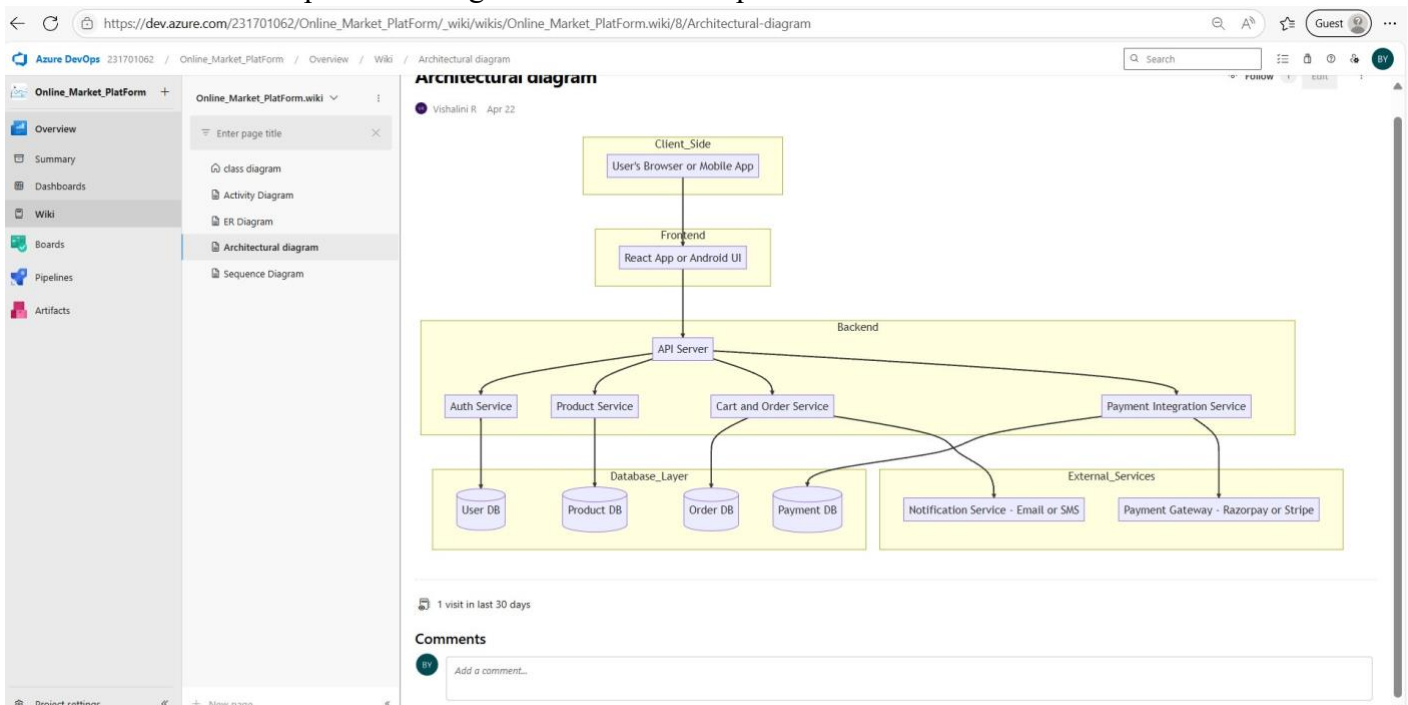 https://dev.azure.com/231701062/Online_Market_PlatForm/_wiki/wikis/Online_Market_PlatForm.wiki/8/Architectural-diagram
Guest
Azure DevOps 231701062 / Online_Market_PlatForm / Overview / Wiki / Architectural diagram
Search
BY
Online_Market_PlatForm
Overview
Summary
Dashboards
Wiki
Boards
Pipelines
Artifacts
Project settings
Online_Market_PlatForm.wiki
Enter page title
class diagram
Activity Diagram
ER Diagram
Architectural diagram
Sequence Diagram
New page
Architectural diagram
Follow 1 Edit
Vishalini R Apr 22
Client_Side
User's Browser or Mobile App
Frontend
React App or Android UI
Backend
API Server
Auth Service
Product Service
Cart and Order Service
Payment Integration Service
Database_Layer
User DB
Product DB
Order DB
Payment DB
External_Services
Notification Service - Email or SMS
Payment Gateway - Razorpay or Stripe
1 visit in last 30 days
Comments
BY
Add a comment...